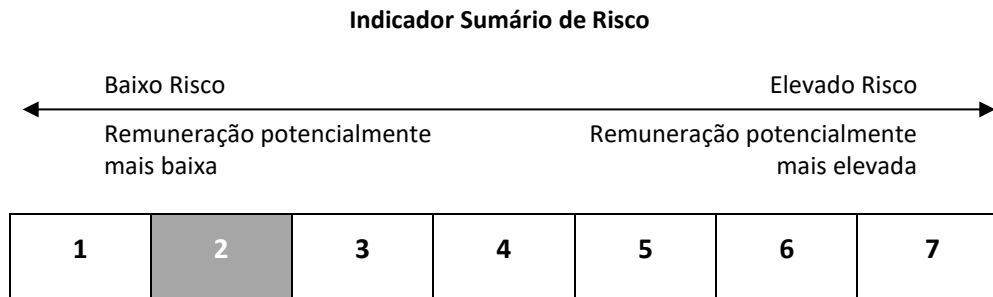 Indicador Sumário de Risco
Baixo Risco Elevado Risco
Remuneração potencialmente Remuneração potencialmente
mais baixa mais elevada
1 2 3 4 5 6 7